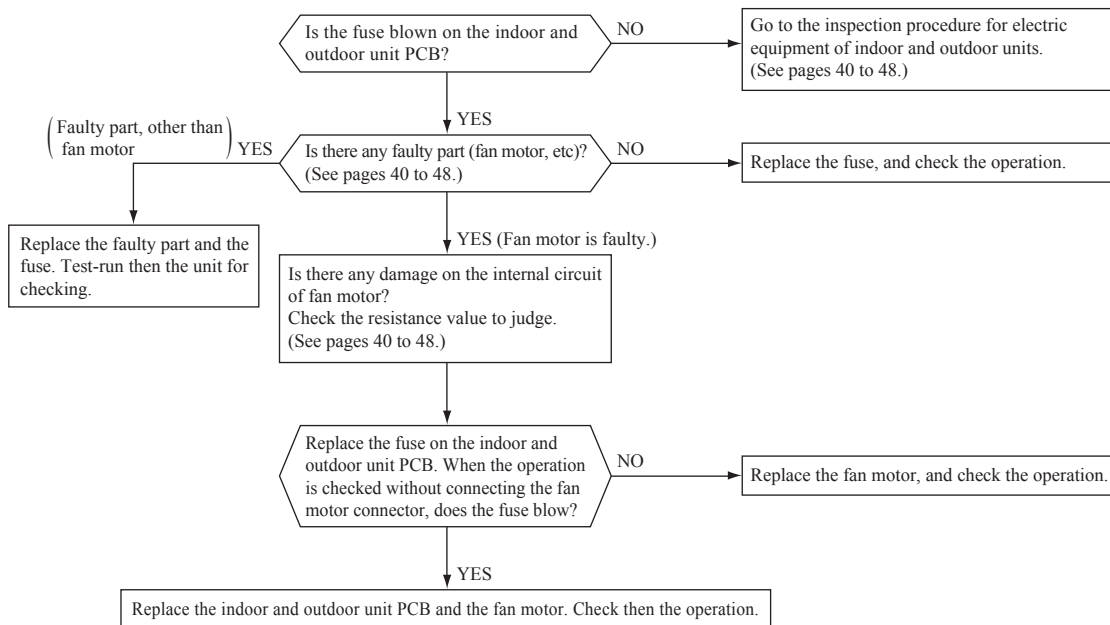 Is the fuse blown on the indoor and
outdoor unit PCB?
NO
Go to the inspection procedure for electric
equipment of indoor and outdoor units.
(See pages 40 to 48.)
YES
(Faulty part, other than
fan motor)
YES
Is there any faulty part (fan motor, etc)?
(See pages 40 to 48.)
NO
Replace the fuse, and check the operation.
Replace the faulty part and the
fuse. Test-run then the unit for
checking.
YES (Fan motor is faulty.)
Is there any damage on the internal circuit
of fan motor?
Check the resistance value to judge.
(See pages 40 to 48.)
Replace the fuse on the indoor and
outdoor unit PCB. When the operation
is checked without connecting the fan
motor connector, does the fuse blow?
NO
Replace the fan motor, and check the operation.
YES
Replace the indoor and outdoor unit PCB and the fan motor. Check then the operation.